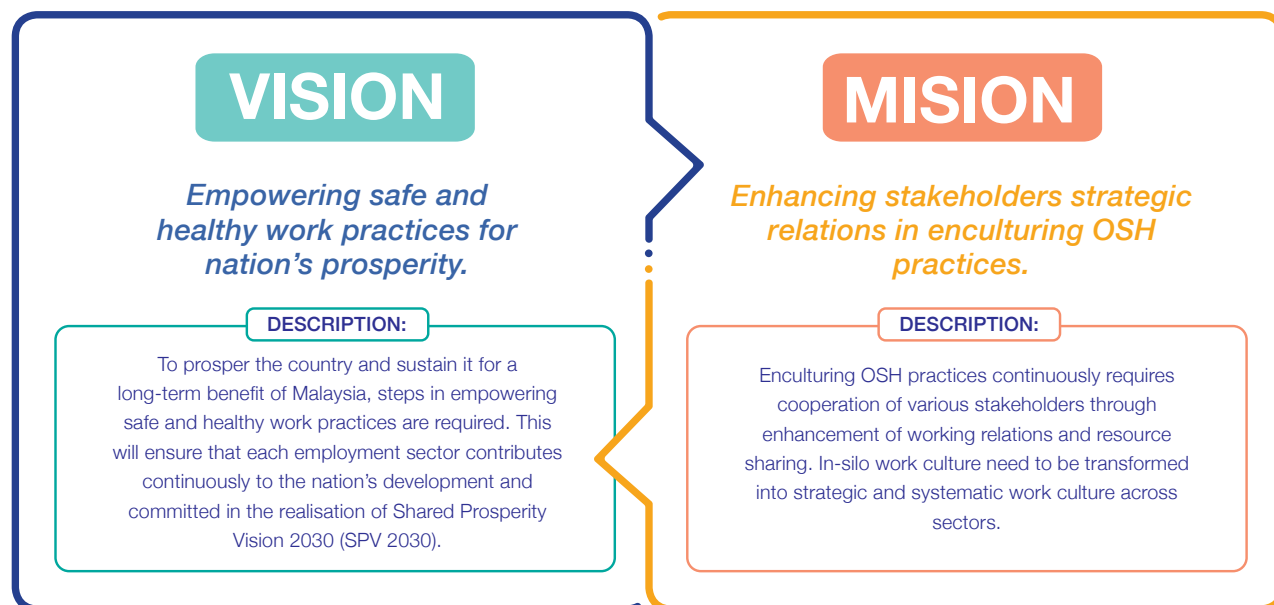 VISION
Empowering safe and
healthy work practices for
nation’s prosperity.
DESCRIPTION:
To prosper the country and sustain it for a
long-term benefit of Malaysia, steps in empowering
safe and healthy work practices are required. This
will ensure that each employment sector contributes
continuously to the nation’s development and
committed in the realisation of Shared Prosperity
Vision 2030 (SPV 2030).
MISION
Enhancing stakeholders strategic
relations in enculturing OSH
practices.
DESCRIPTION:
Enculturing OSH practices continuously requires
cooperation of various stakeholders through
enhancement of working relations and resource
sharing. In-silo work culture need to be transformed
into strategic and systematic work culture across
sectors.